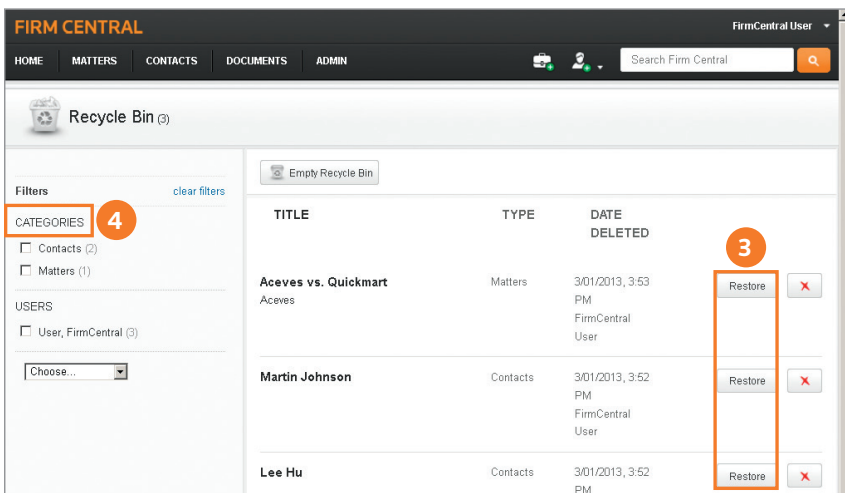 FIRM CENTRAL
FirmCentral User
HOME MATTERS CONTACTS DOCUMENTS ADMIN
Search Firm Central
Recycle Bin (3)
Empty Recycle Bin
Filters clear filters
CATEGORIES 4
Contacts (2)
Matters (1)
USERS
User, FirmCentral (3)
Choose...
TITLE TYPE DATE
DELETED
3
Aceves vs. Quickmart Matters 3/01/2013, 3:53 Restore
Aceves PM
FirmCentral
User
Martin Johnson Contacts 3/01/2013, 3:52 Restore
PM
FirmCentral
User
Lee Hu Contacts 3/01/2013, 3:52 Restore
PM